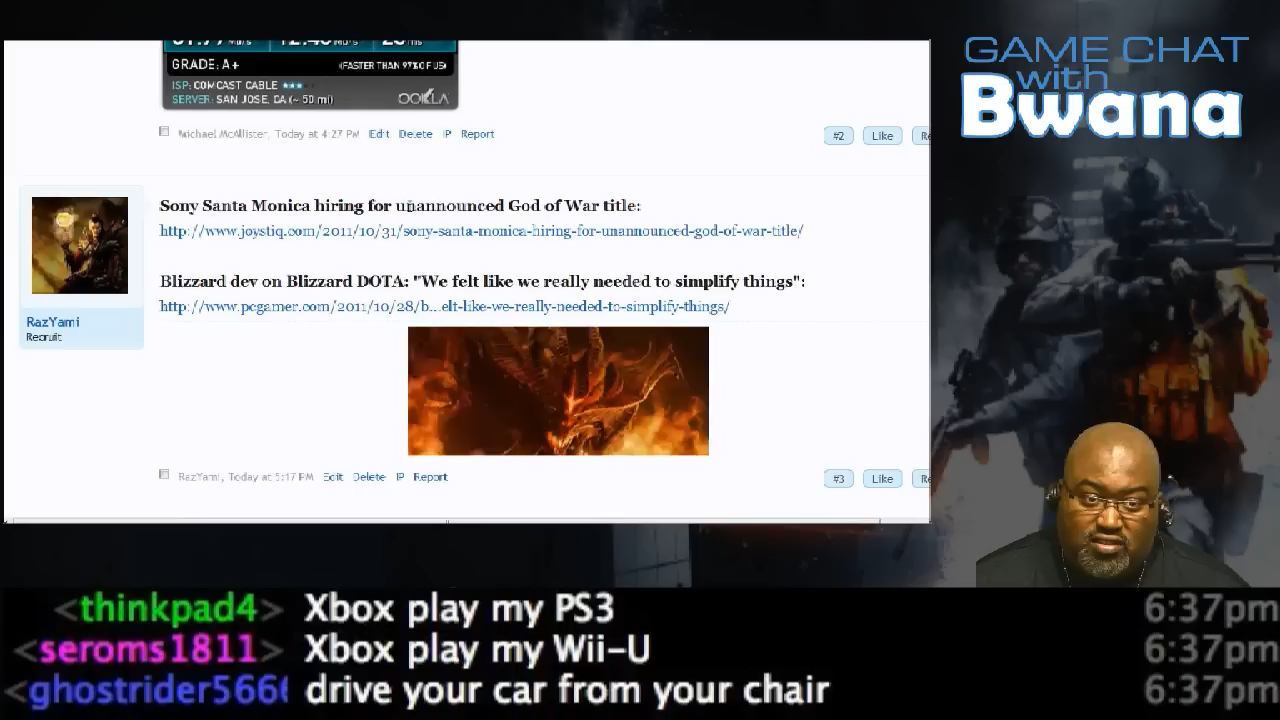 GAME CHAT
with
Bwana
GRADE: A+ (FASTER THAN 97% OF US)
ISP: COMCAST CABLE
SERVER: SAN JOSE, CA (~ 50 mi) OOKLA
Michael McAllister, Today at 4:27 PM Edit Delete IP Report #2 Like
Sony Santa Monica hiring for unannounced God of War title:
http://www.joystiq.com/2011/10/31/sony-santa-monica-hiring-for-unannounced-god-of-war-title/
Blizzard dev on Blizzard DOTA: "We felt like we really needed to simplify things":
http://www.pcgamer.com/2011/10/28/b...elt-like-we-really-needed-to-simplify-things/
RazYami
Recruit
RazYami, Today at 5:17 PM Edit Delete IP Report #3 Like
<thinkpad4> Xbox play my PS3 6:37pm
<seroms1811> Xbox play my Wii-U 6:37pm
<ghostrider566 drive your car from your chair 6:37pm